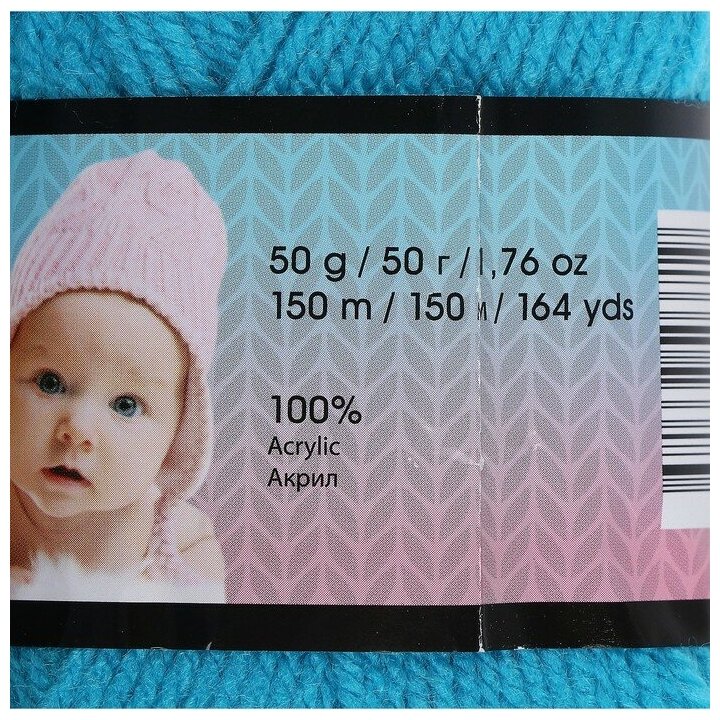 50 g / 50 г / 1,76 oz
150 m / 150 м / 164 yds
100%
Acrylic
Акрил